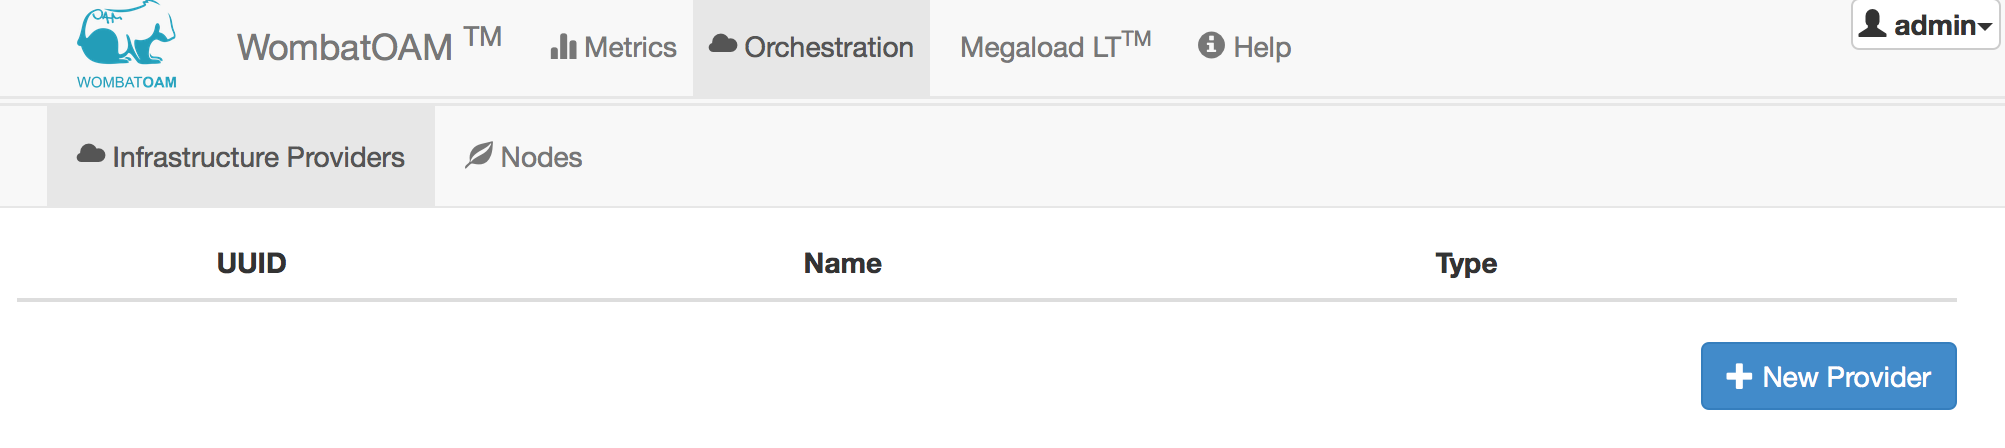 OAM
WOMBATOAM
WombatOAM TM
Metrics
Orchestration
Megaload LTTM
Help
admin
Infrastructure Providers
Nodes
UUID Name Type
New Provider